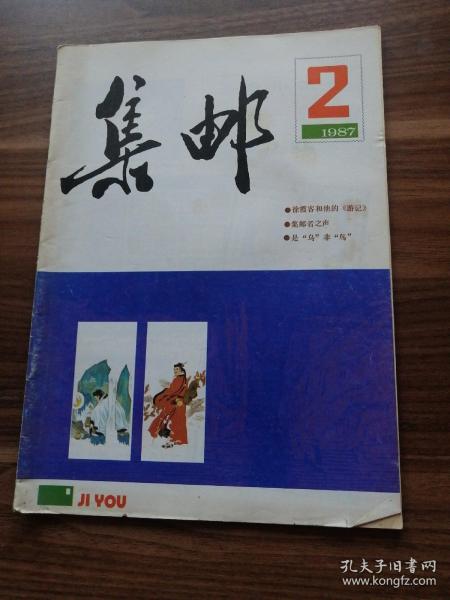 集邮
2
1987
●徐霞客和他的《游记》
●集邮者之声
●是“乌”非“鸟”
JI YOU
孔夫子旧书网
www.kongfz.com